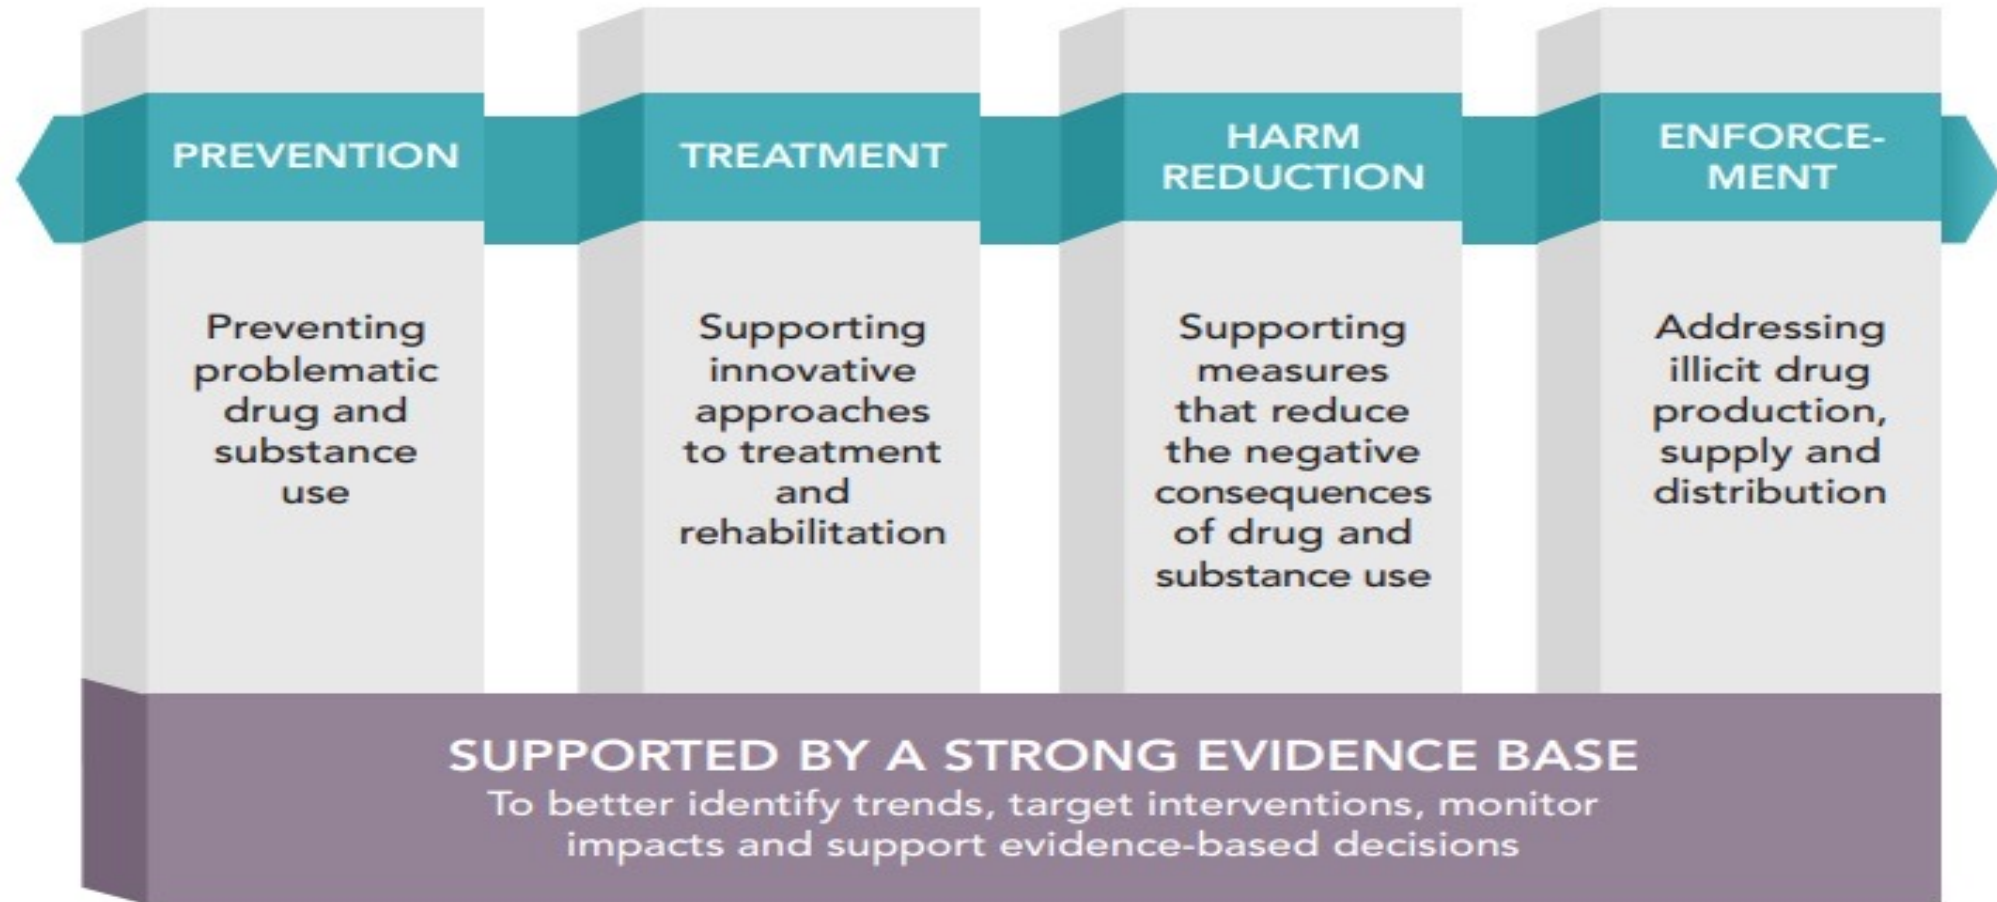 PREVENTION
Preventing
problematic
drug and
substance
use
TREATMENT
Supporting
innovative
approaches
to treatment
and
rehabilitation
HARM
REDUCTION
Supporting
measures
that reduce
the negative
consequences
of drug and
substance use
ENFORCE-
MENT
Addressing
illicit drug
production,
supply and
distribution
SUPPORTED BY A STRONG EVIDENCE BASE
To better identify trends, target interventions, monitor
impacts and support evidence-based decisions